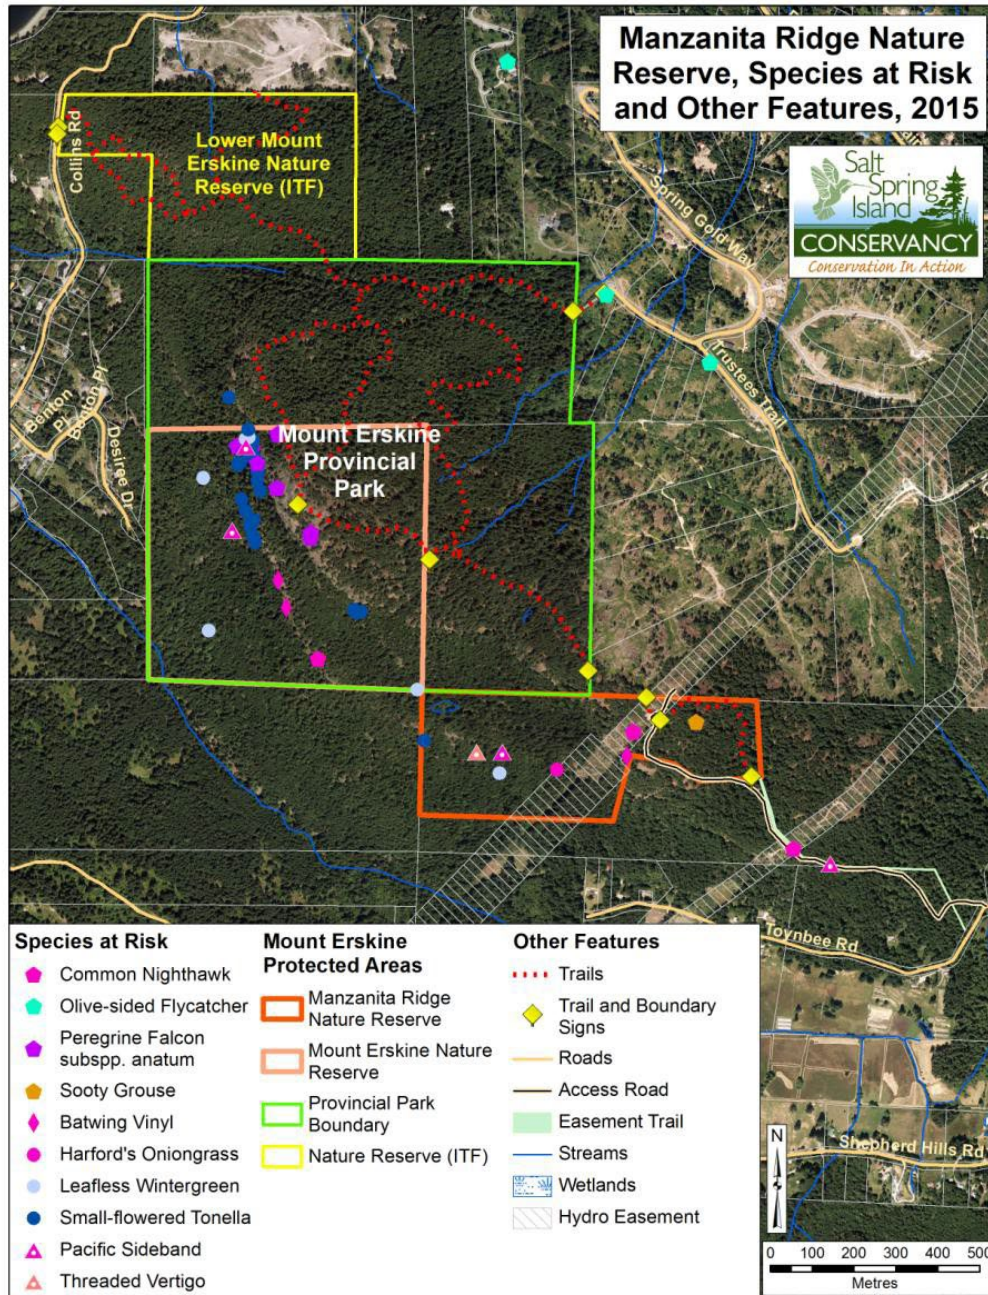 Manzanita Ridge Nature
Reserve, Species at Risk
and Other Features, 2015
Salt
Spring
Island
CONSERVANCY
Conservation In Action
Lower Mount
Erskine Nature
Reserve (ITF)
Collins Rd
Spring Gold Way
Trustees Trail
Benton Pl
Benton Pl
Desiree Dr
Mount Erskine
Provincial
Park
Toynbee Rd
Shepherd Hills Rd
Species at Risk
Common Nighthawk
Olive-sided Flycatcher
Peregrine Falcon
subspp. anatum
Sooty Grouse
Batwing Vinyl
Harford's Oniongrass
Leafless Wintergreen
Small-flowered Tonella
Pacific Sideband
Threaded Vertigo
Mount Erskine
Protected Areas
Manzanita Ridge
Nature Reserve
Mount Erskine Nature
Reserve
Provincial Park
Boundary
Nature Reserve (ITF)
Other Features
Trails
Trail and Boundary
Signs
Roads
Access Road
Easement Trail
Streams
Wetlands
Hydro Easement
N
0 100 200 300 400 500
Metres